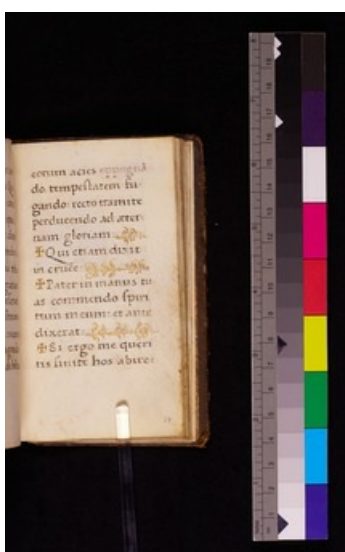 eorum acies expugnā
do: tempestatem fu-
gando: recto tramite
perducendo ad æter-
nam gloriam.
✠Qui etiam dixit
in cruce.
✠Pater in manus tu
as commendo spiri
tum meum: et ante
dixerat.
✠Si ergo me queri
tis sinite hos abire: